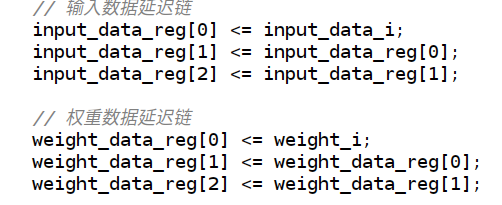 // 输入数据延迟链
input_data_reg[0] <= input_data_i;
input_data_reg[1] <= input_data_reg[0];
input_data_reg[2] <= input_data_reg[1];
// 权重数据延迟链
weight_data_reg[0] <= weight_i;
weight_data_reg[1] <= weight_data_reg[0];
weight_data_reg[2] <= weight_data_reg[1];